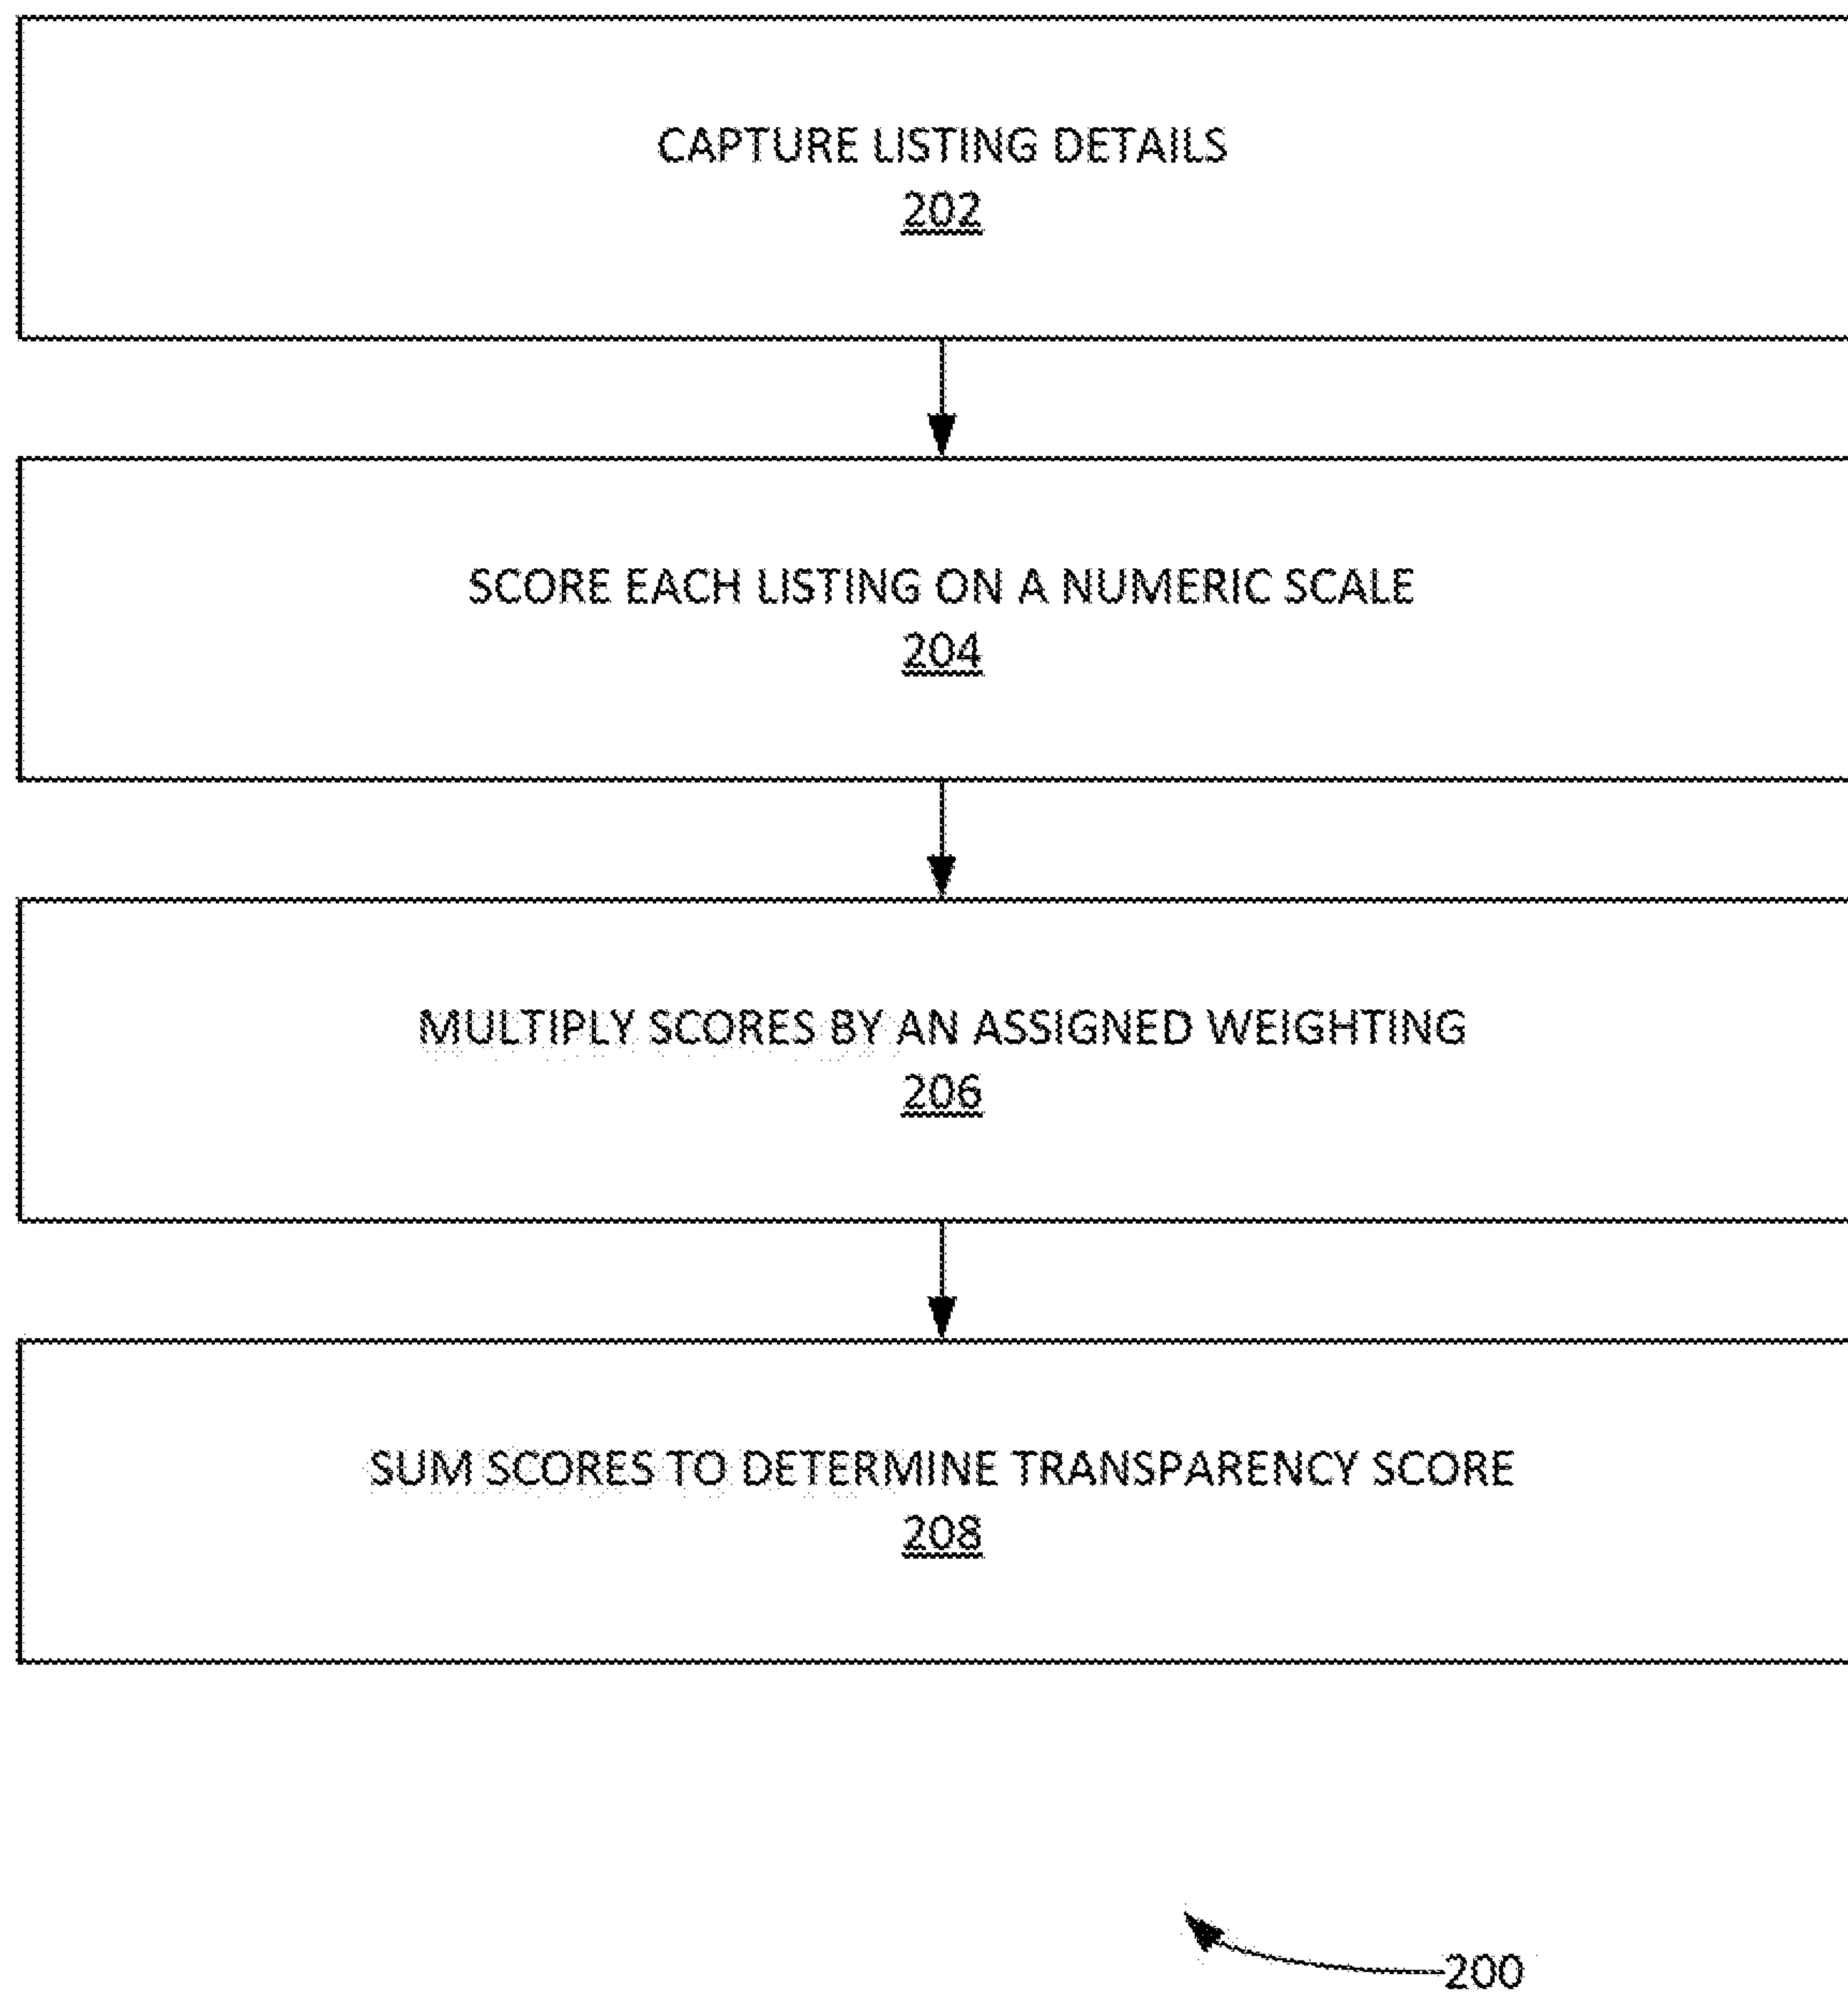 CAPTURE LISTING DETAILS
202
SCORE EACH LISTING ON A NUMERIC SCALE
204
MULTIPLY SCORES BY AN ASSIGNED WEIGHTING
206
SUM SCORES TO DETERMINE TRANSPARENCY SCORE
208
200